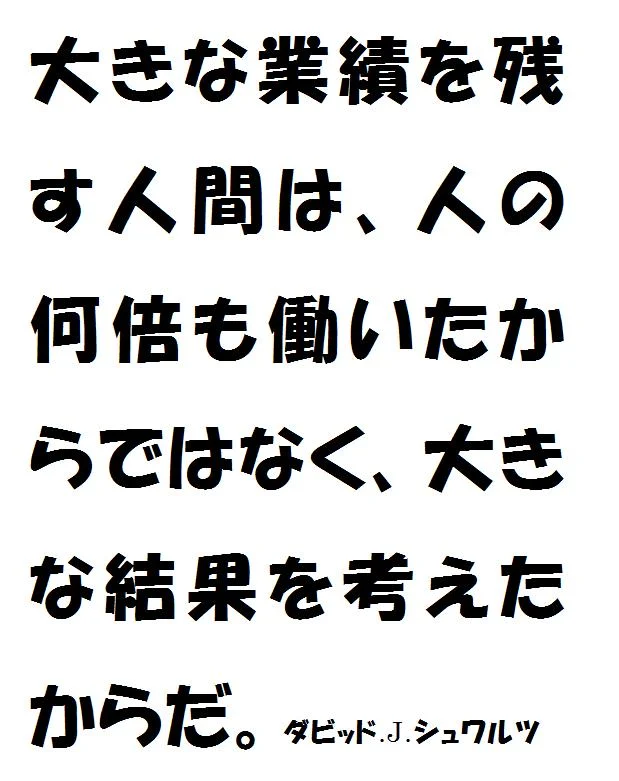 大きな業績を残
す人間は、人の
何倍も働いたか
らではなく、大き
な結果を考えた
からだ。ダビッド.J.シュワルツ